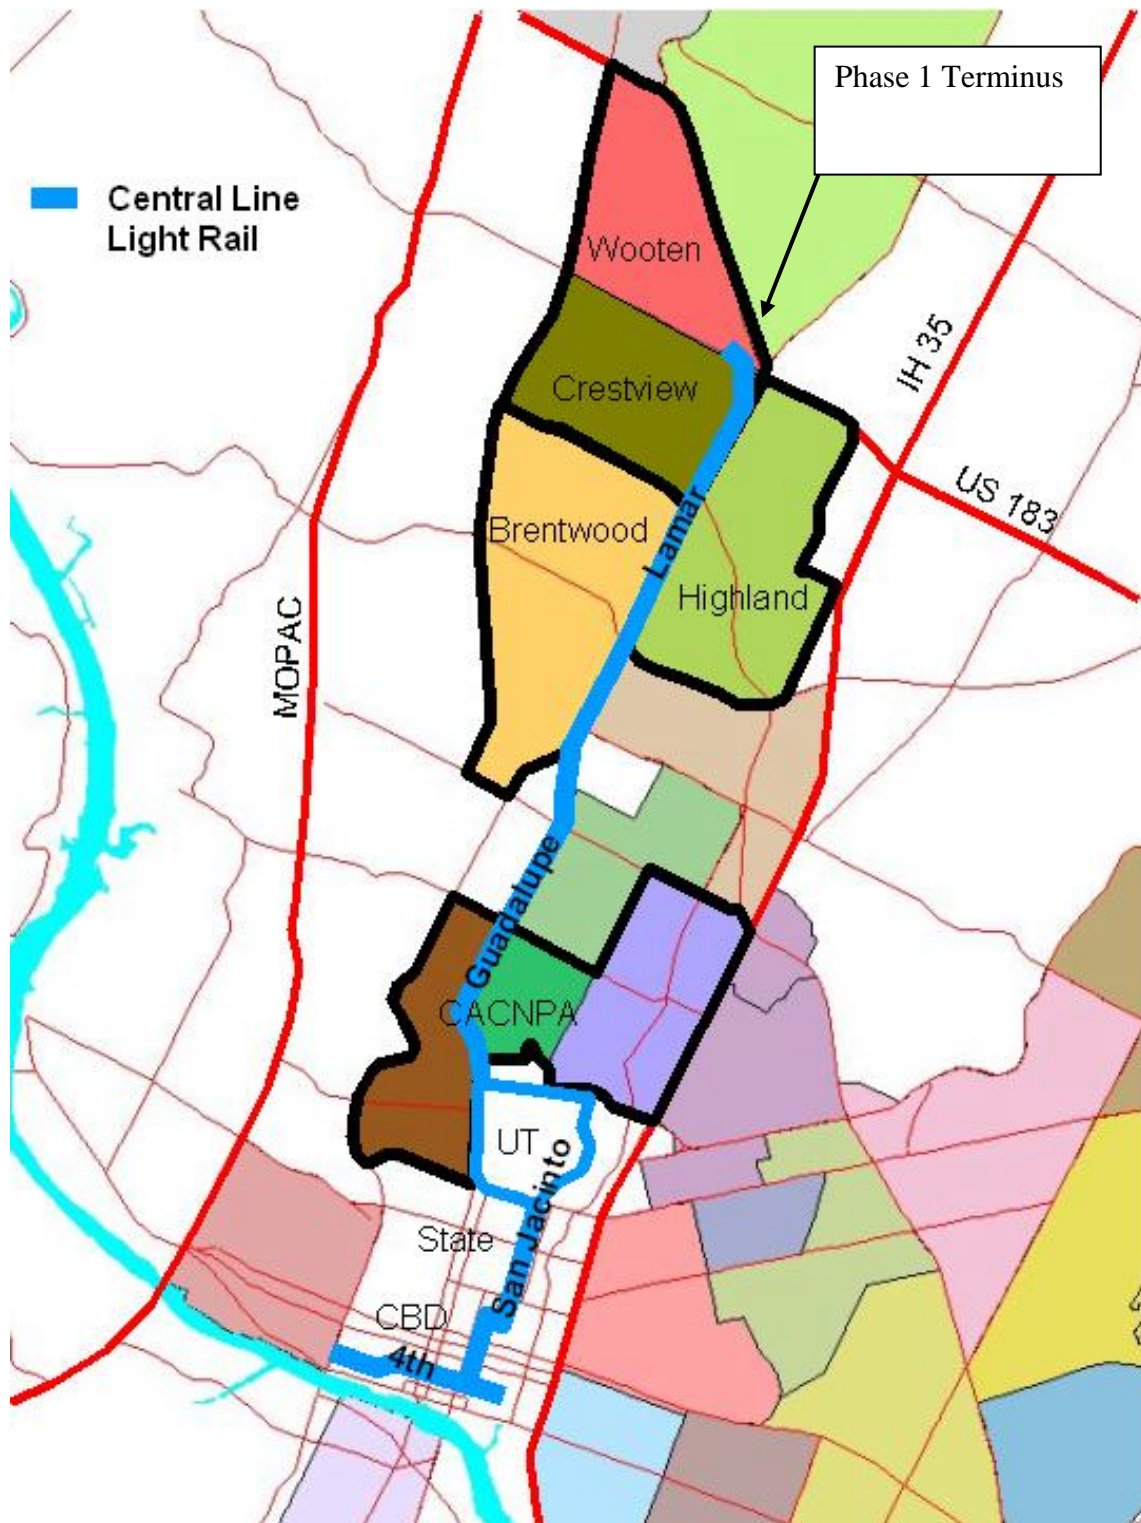 Phase 1 Terminus
Central Line
Light Rail
Wooten
IH 35
Crestview
US 183
Lamar
Brentwood
Highland
MOPAC
Guadalupe
CACNPA
UT
San Jacinto
State
CBD
4th